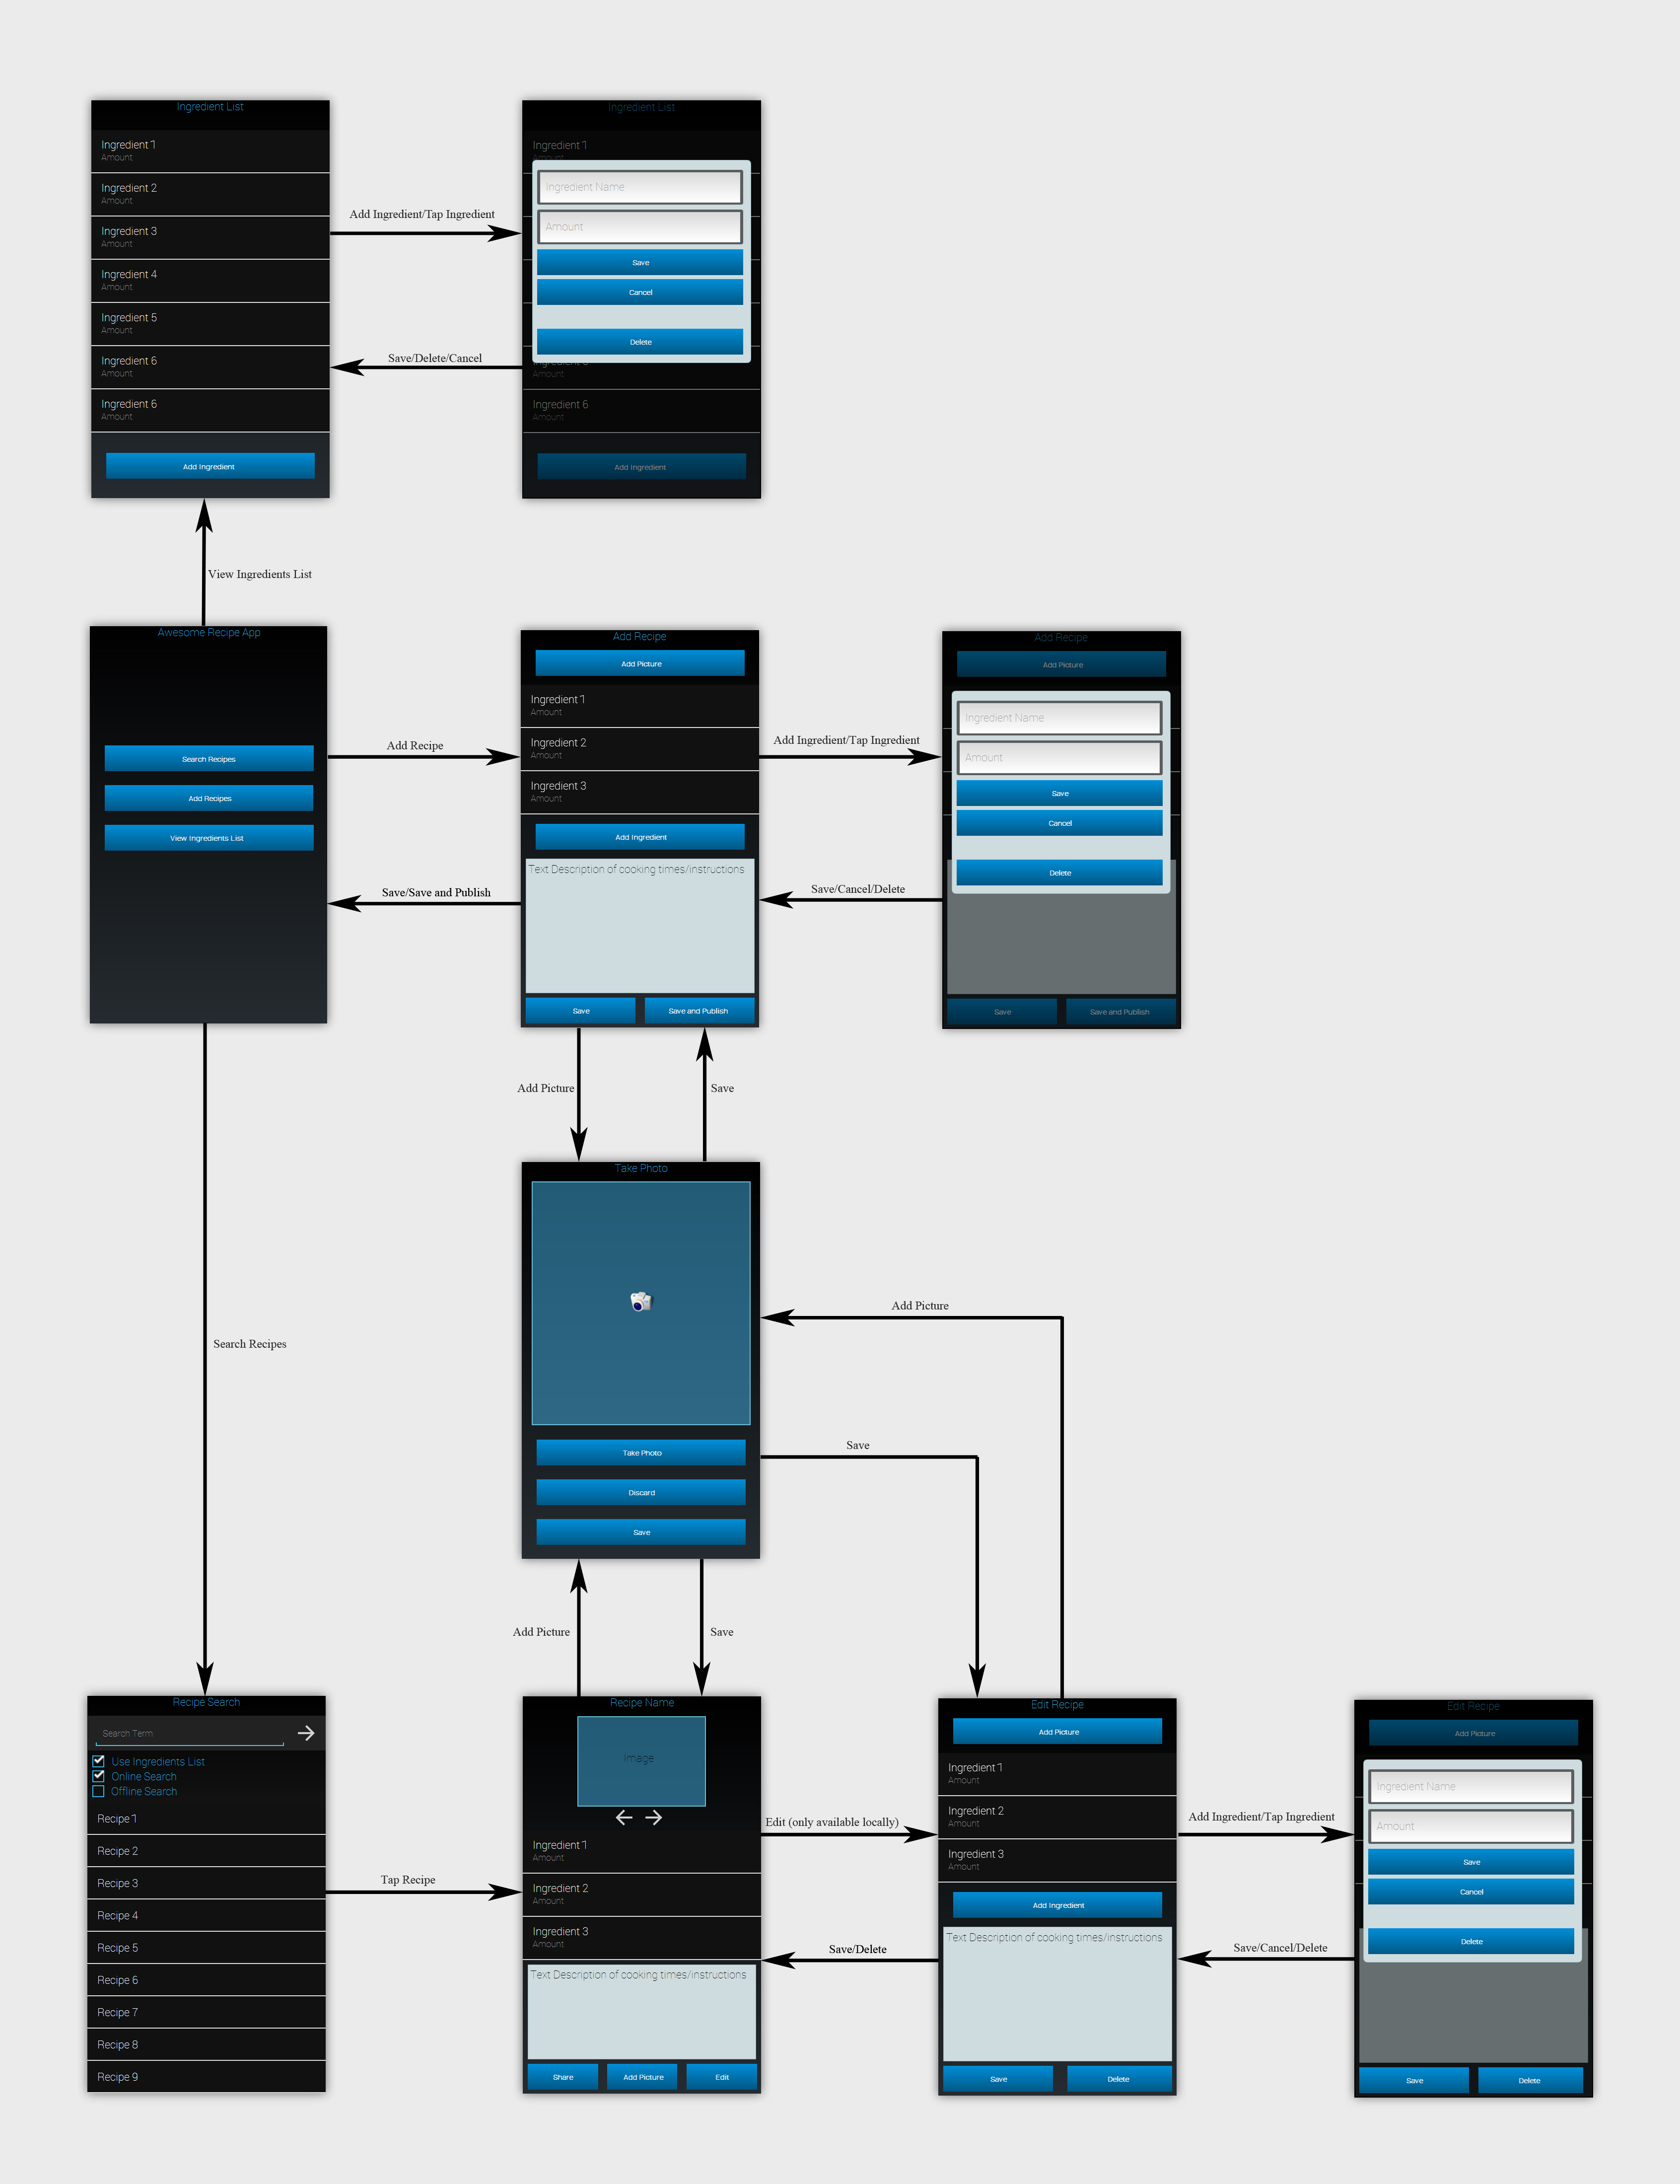 Ingredient List
Ingredient 1
Amount
Ingredient 2
Amount
Ingredient 3
Amount
Ingredient 4
Amount
Ingredient 5
Amount
Ingredient 6
Amount
Ingredient 6
Amount
Add Ingredient
Add Ingredient/Tap Ingredient
Save/Delete/Cancel
Ingredient List
Ingredient 1
Amount
Ingredient Name
Amount
Save
Cancel
Delete
Amount
Ingredient 6
Amount
Add Ingredient
View Ingredients List
Awesome Recipe App
Search Recipes
Add Recipes
View Ingredients List
Add Recipe
Save/Save and Publish
Add Recipe
Add Picture
Ingredient 1
Amount
Ingredient 2
Amount
Ingredient 3
Amount
Add Ingredient
Text Description of cooking times/instructions
Save
Save and Publish
Add Ingredient/Tap Ingredient
Save/Cancel/Delete
Add Recipe
Add Picture
Ingredient Name
Amount
Save
Cancel
Delete
Save
Save and Publish
Add Picture
Save
Search Recipes
Take Photo
Take Photo
Discard
Save
Add Picture
Save
Add Picture
Save
Recipe Search
Search Term
Use Ingredients List
Online Search
Offline Search
Recipe 1
Recipe 2
Recipe 3
Recipe 4
Recipe 5
Recipe 6
Recipe 7
Recipe 8
Recipe 9
Tap Recipe
Recipe Name
Image
Ingredient 1
Amount
Ingredient 2
Amount
Ingredient 3
Amount
Text Description of cooking times/instructions
Share
Add Picture
Edit
Edit (only available locally)
Save/Delete
Edit Recipe
Add Picture
Ingredient 1
Amount
Ingredient 2
Amount
Ingredient 3
Amount
Add Ingredient
Text Description of cooking times/instructions
Save
Delete
Add Ingredient/Tap Ingredient
Save/Cancel/Delete
Edit Recipe
Add Picture
Ingredient Name
Amount
Save
Cancel
Delete
Save
Delete